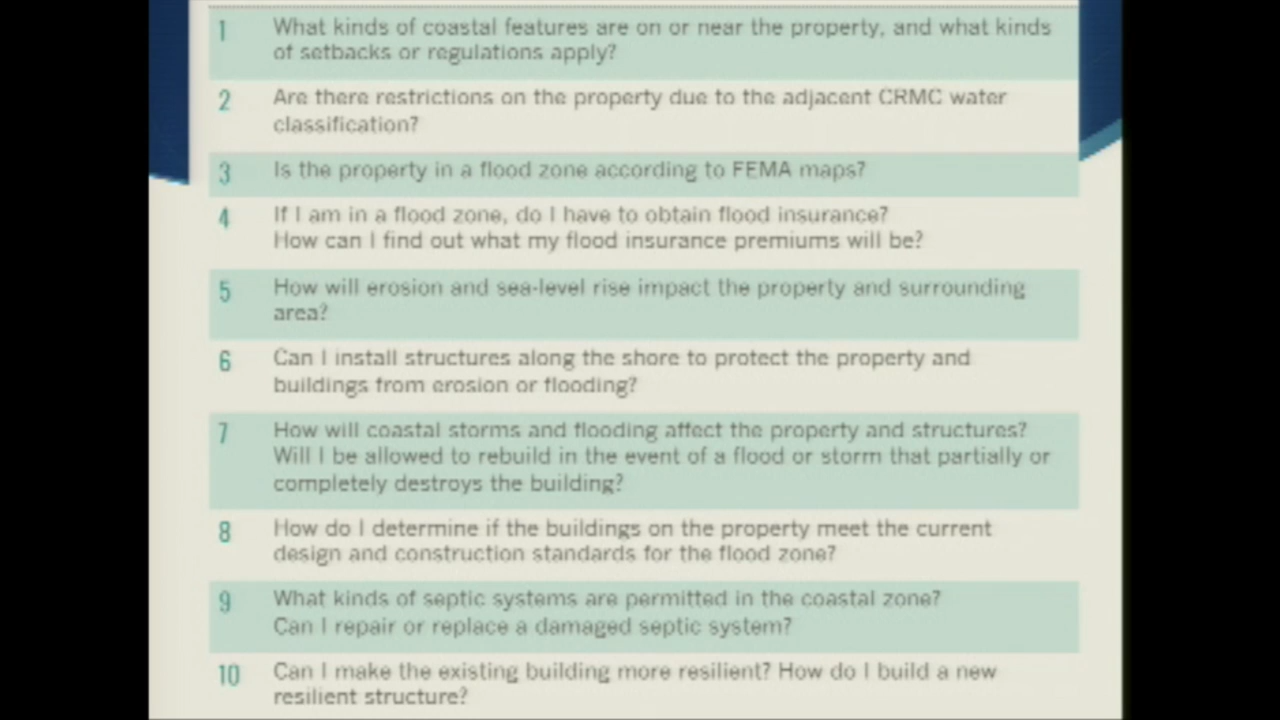 1 What kinds of coastal features are on or near the property, and what kinds
of setbacks or regulations apply?
2 Are there restrictions on the property due to the adjacent CRMC water
classification?
3 Is the property in a flood zone according to FEMA maps?
4 If I am in a flood zone, do I have to obtain flood insurance?
How can I find out what my flood insurance premiums will be?
5 How will erosion and sea-level rise impact the property and surrounding
area?
6 Can I install structures along the shore to protect the property and
buildings from erosion or flooding?
7 How will coastal storms and flooding affect the property and structures?
Will I be allowed to rebuild in the event of a flood or storm that partially or
completely destroys the building?
8 How do I determine if the buildings on the property meet the current
design and construction standards for the flood zone?
9 What kinds of septic systems are permitted in the coastal zone?
Can I repair or replace a damaged septic system?
10 Can I make the existing building more resilient? How do I build a new
resilient structure?